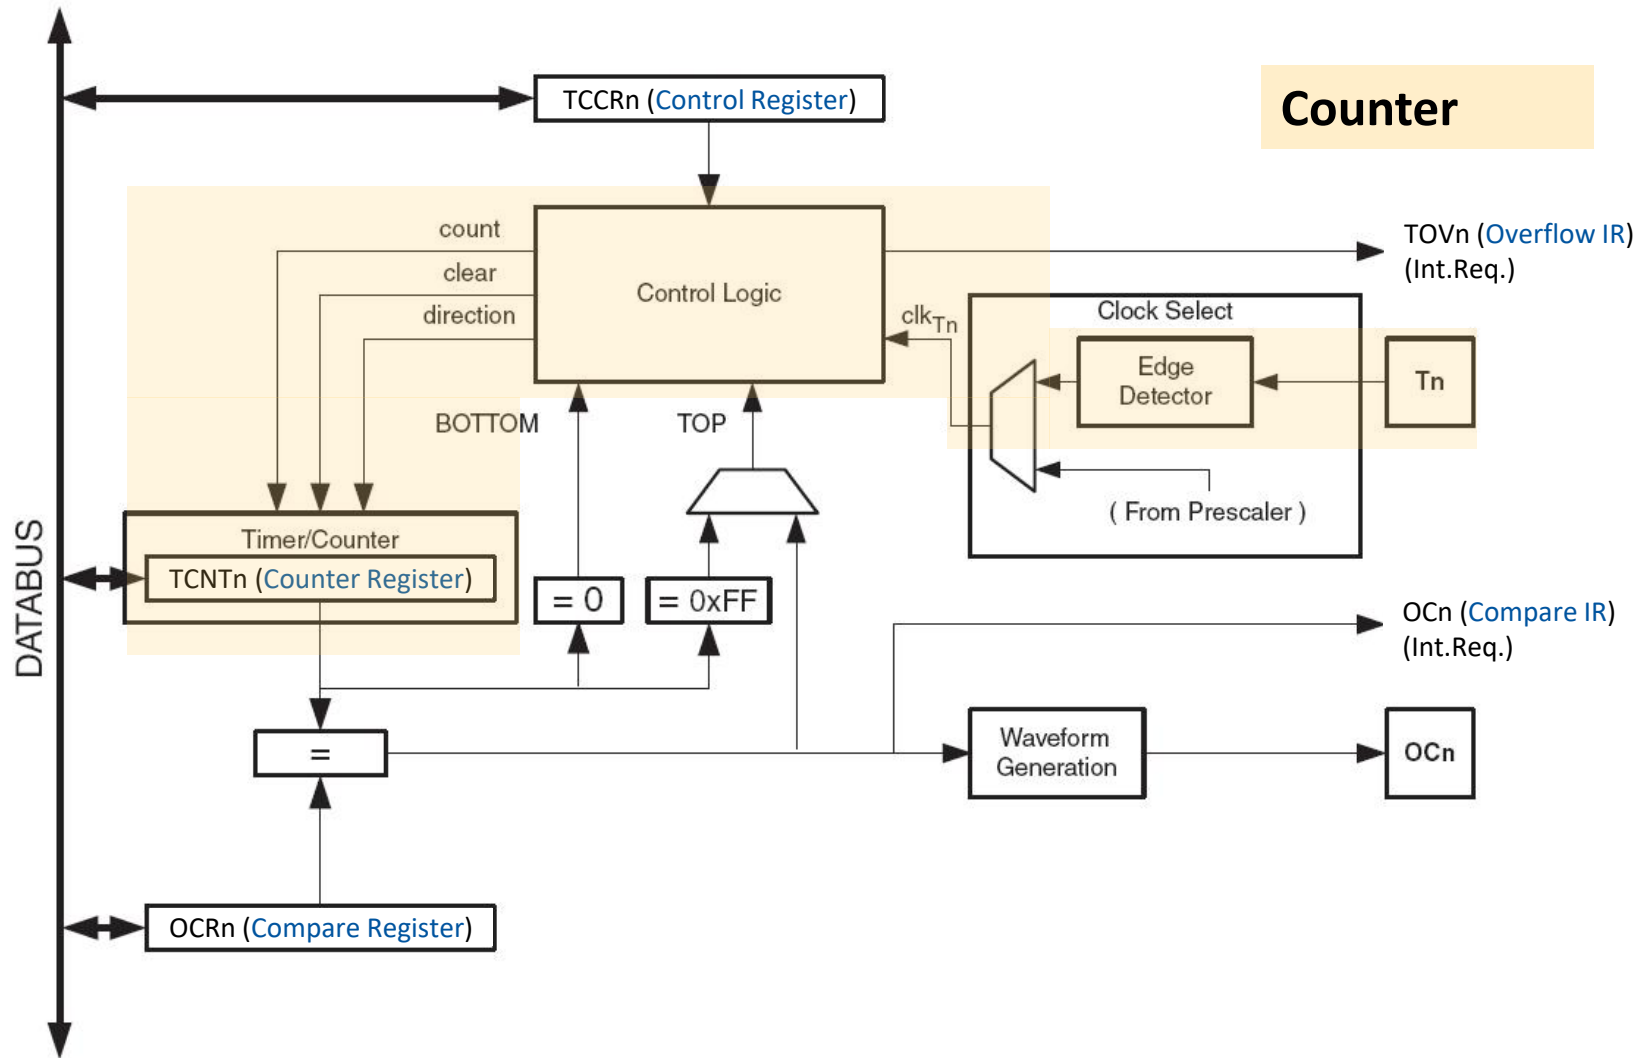 TCCRn (Control Register)
Counter
count
TOVn (Overflow IR)
(Int.Req.)
clear
Control Logic
direction
clkTn
Clock Select
Edge
Detector
Tn
BOTTOM
TOP
( From Prescaler )
DATABUS
Timer/Counter
TCNTn (Counter Register)
= 0
= 0xFF
OCn (Compare IR)
(Int.Req.)
=
Waveform
Generation
OCn
OCRn (Compare Register)